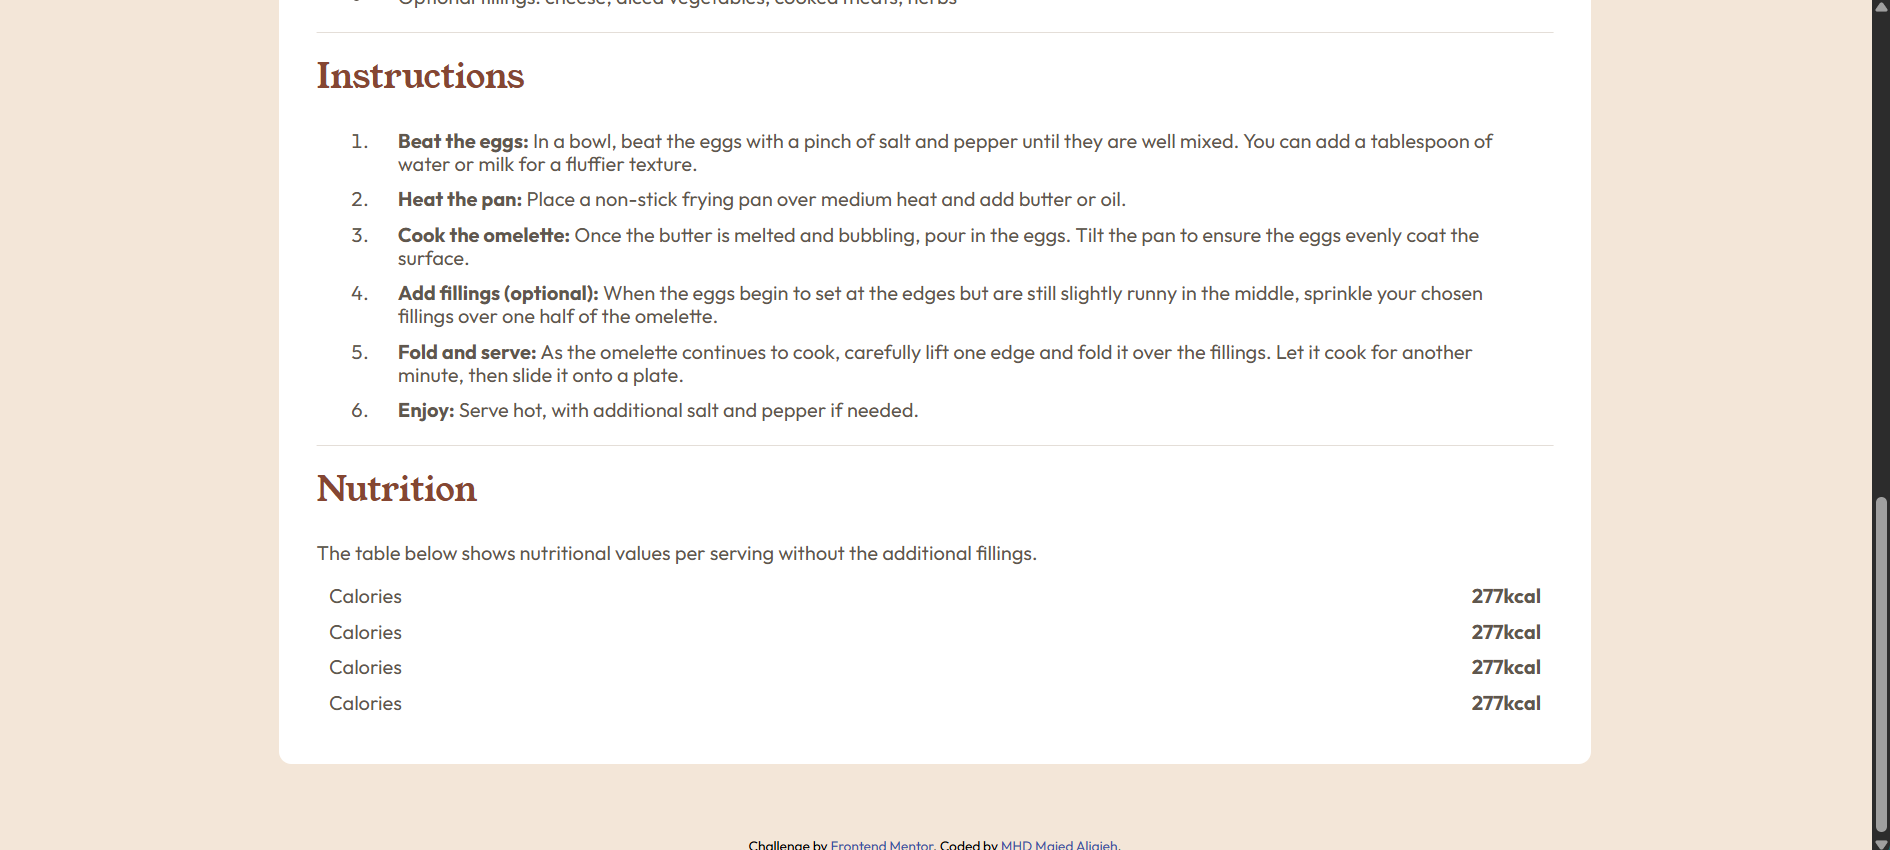 Optional fillings: cheese, diced vegetables, cooked meats, herbs
Instructions
1. Beat the eggs: In a bowl, beat the eggs with a pinch of salt and pepper until they are well mixed. You can add a tablespoon of
water or milk for a fluffier texture.
2. Heat the pan: Place a non-stick frying pan over medium heat and add butter or oil.
3. Cook the omelette: Once the butter is melted and bubbling, pour in the eggs. Tilt the pan to ensure the eggs evenly coat the
surface.
4. Add fillings (optional): When the eggs begin to set at the edges but are still slightly runny in the middle, sprinkle your chosen
fillings over one half of the omelette.
5. Fold and serve: As the omelette continues to cook, carefully lift one edge and fold it over the fillings. Let it cook for another
minute, then slide it onto a plate.
6. Enjoy: Serve hot, with additional salt and pepper if needed.
Nutrition
The table below shows nutritional values per serving without the additional fillings.
Calories 277kcal
Calories 277kcal
Calories 277kcal
Calories 277kcal
Challenge by Frontend Mentor. Coded by MHD Majed Aljajeh.